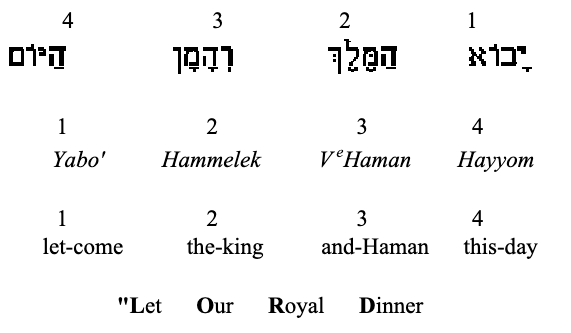 4 3 2 1
יָבוֹא הַמֶּלֶךְ וְהָמָן הַיּוֹם
1 2 3 4
Yabo' Hammelek VᵉHaman Hayyom
1 2 3 4
let-come the-king and-Haman this-day
"Let Our Royal Dinner